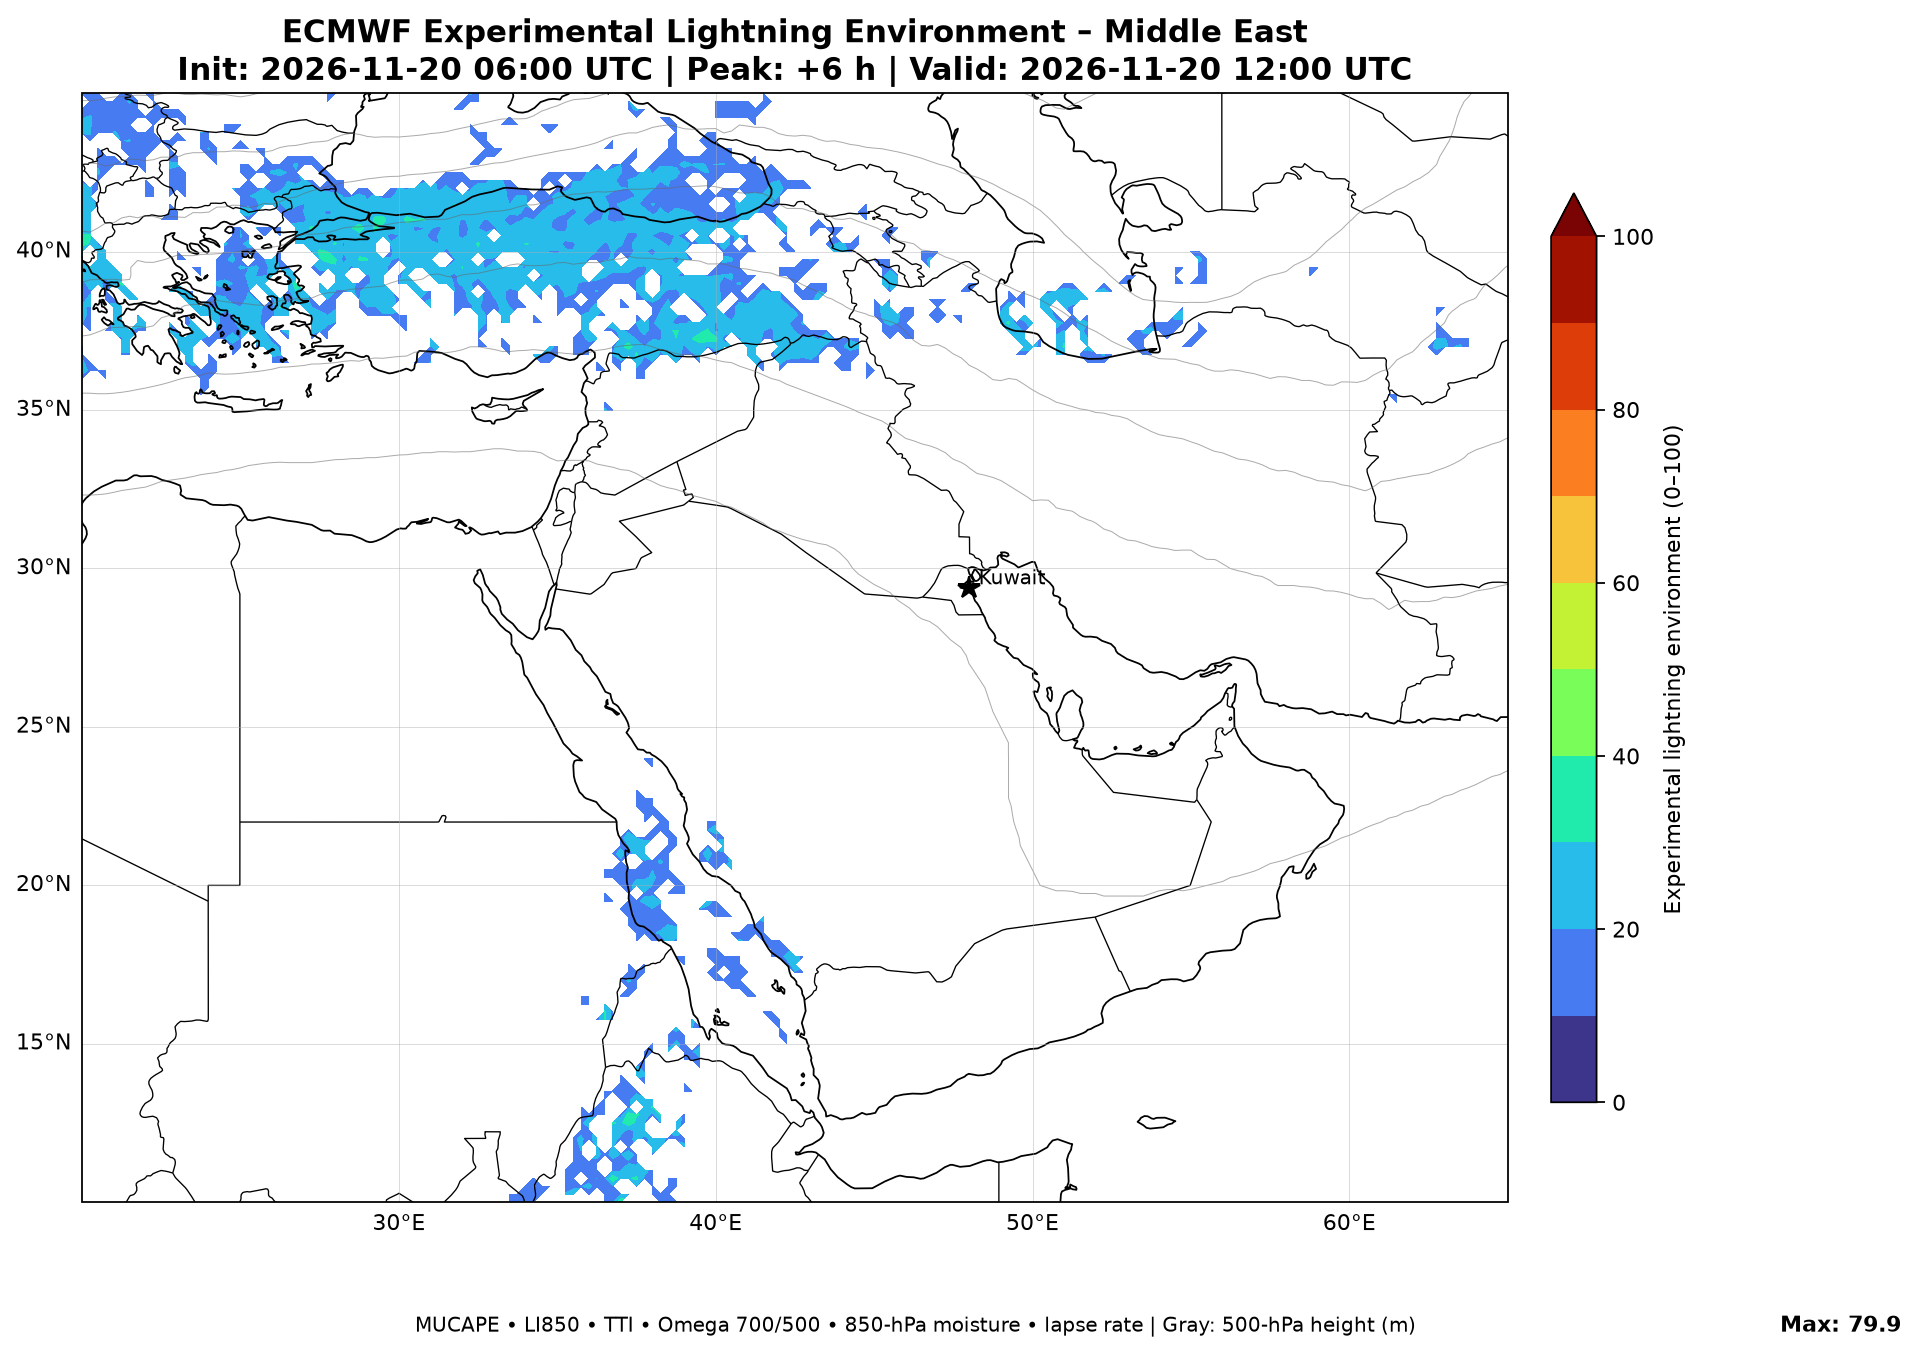 ECMWF Experimental Lightning Environment – Middle East
Init: 2026-11-20 06:00 UTC | Peak: +6 h | Valid: 2026-11-20 12:00 UTC
40°N
35°N
30°N
25°N
20°N
15°N
30°E
40°E
50°E
60°E
Kuwait
100
80
60
40
20
0
Experimental lightning environment (0–100)
MUCAPE • LI850 • TTI • Omega 700/500 • 850-hPa moisture • lapse rate | Gray: 500-hPa height (m)
Max: 79.9